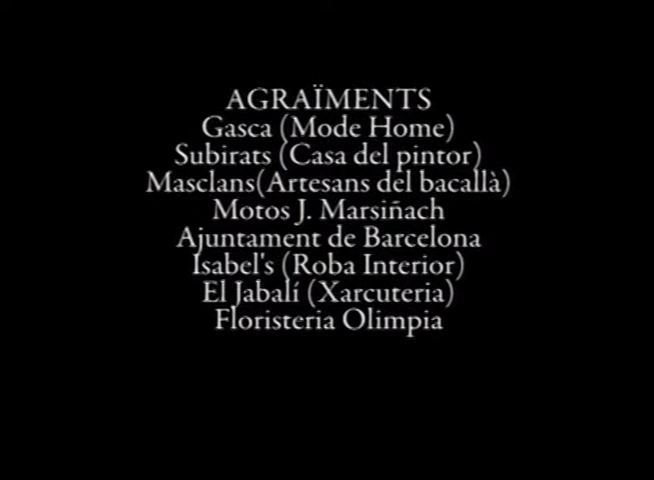 AGRAÏMENTS
Gasca (Mode Home)
Subirats (Casa del pintor)
Masclans(Artesans del bacallà)
Motos J. Marsiñach
Ajuntament de Barcelona
Isabel's (Roba Interior)
El Jabalí (Xarcuteria)
Floristeria Olimpia